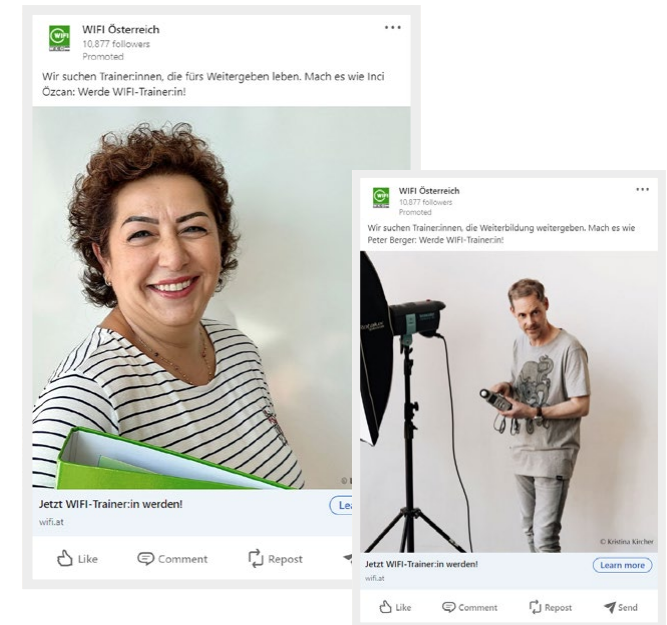 WIFI Österreich
10,877 followers
Promoted
Wir suchen Trainer:innen, die fürs Weitergeben leben. Mach es wie Inci
Özcan: Werde WIFI-Trainer:in!
©
Jetzt WIFI-Trainer:in werden!
wifi.at
Like Comment Repost
WIFI Österreich
10,877 followers
Promoted
Wir suchen Trainer:innen, die Weiterbildung weitergeben. Mach es wie
Peter Berger: Werde WIFI-Trainer:in!
© Kristina Kircher
Jetzt WIFI-Trainer:in werden!
Learn more
wifi.at
Like Comment Repost Send